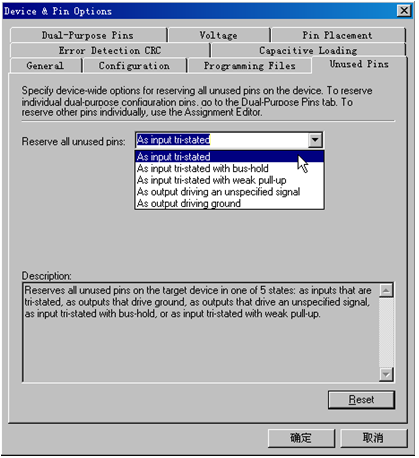 Device & Pin Options
Dual-Purpose Pins
Voltage
Pin Placement
Error Detection CRC
Capacitive Loading
General
Configuration
Programming Files
Unused Pins
Specify device-wide options for reserving all unused pins on the device. To reserve
individual dual-purpose configuration pins, go to the Dual-Purpose Pins tab. To
reserve other pins individually, use the Assignment Editor.
Reserve all unused pins:
As input tri-stated
As input tri-stated
As input tri-stated with bus-hold
As input tri-stated with weak pull-up
As output driving an unspecified signal
As output driving ground
Description:
Reserves all unused pins on the target device in one of 5 states: as inputs that are
tri-stated, as outputs that drive ground, as outputs that drive an unspecified signal,
as input tri-stated with bus-hold, or as input tri-stated with weak pull-up.
Reset
确定
取消